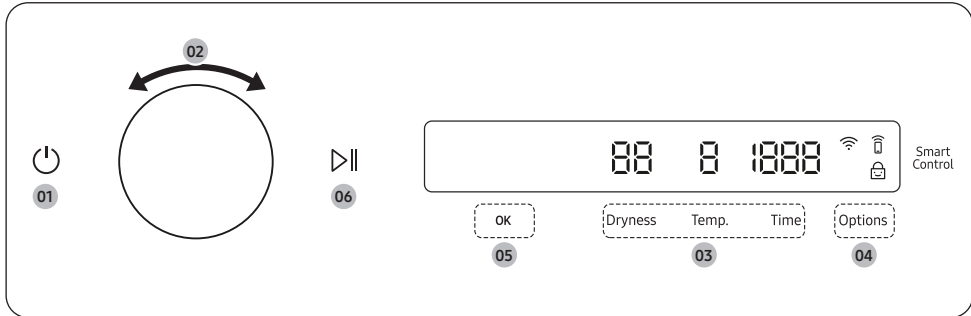 02
01
06
88 8 1888
Smart
Control
OK
Dryness Temp. Time
Options
05
03
04